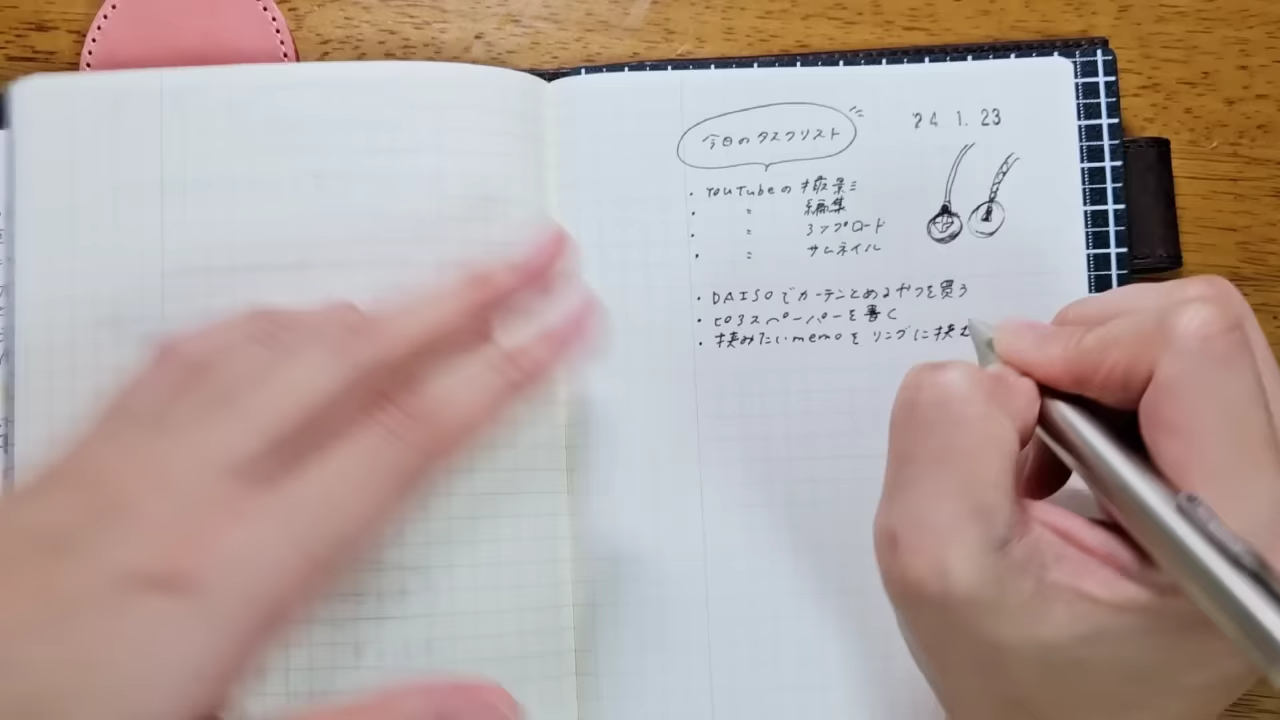 今日のタスクリスト
24 1. 23
・YouTubeの撮影
・〃 編集
・〃 アップロード
・〃 サムネイル
・DAISOでカーテンとめるやつを買う
・ピアスペーパーを書く
・挟みたいmemoをリングに挟む